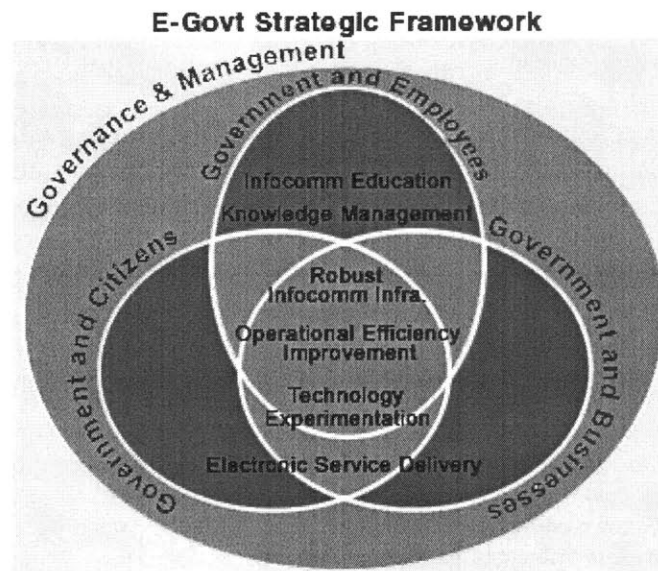 E-Govt Strategic Framework
Governance & Management
Government and Employees
Infocomm Education
Knowledge Management
Government and Citizens
Government and Businesses
Robust
Infocomm Infra.
Operational Efficiency
Improvement
Technology
Experimentation
Electronic Service Delivery